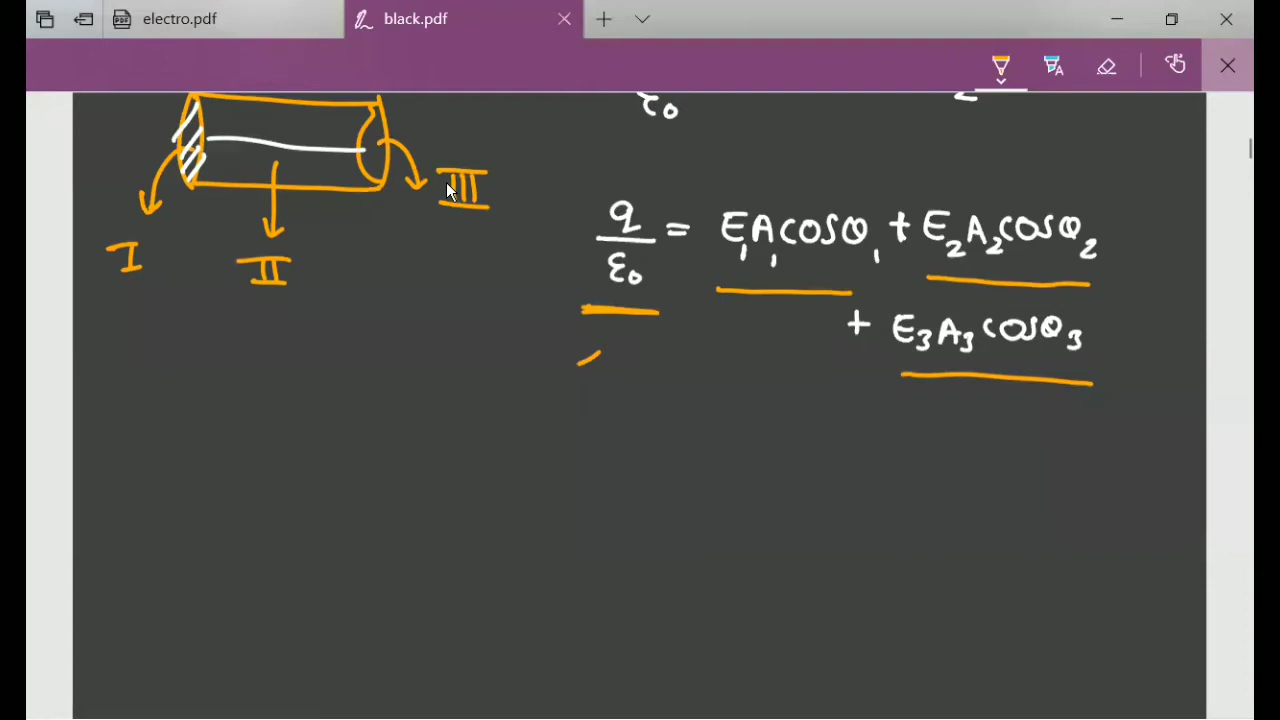 electro.pdf
black.pdf
ε₀
I
II
III
q/ε₀ = E₁A₁cosθ₁ + E₂A₂cosθ₂
+ E₃A₃cosθ₃